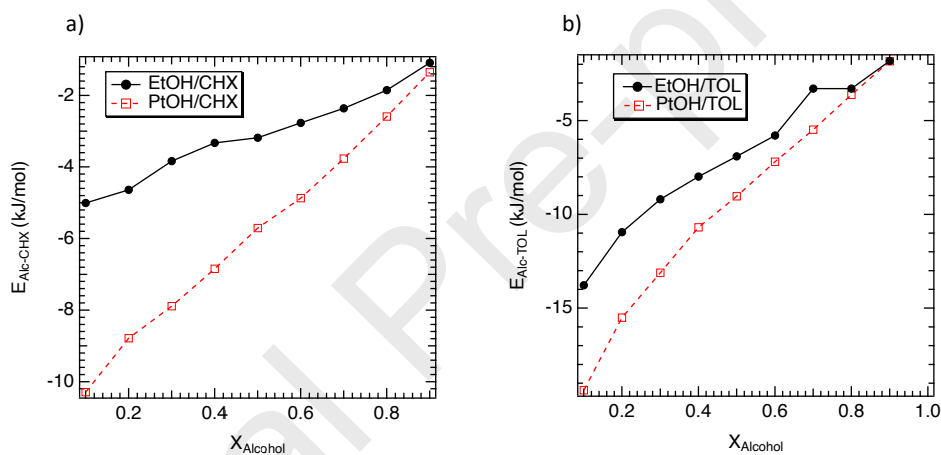 a)
EtOH/CHX
PtOH/CHX
-2
-4
-6
-8
-10
E_Alc-CHX (kJ/mol)
0.2 0.4 0.6 0.8
X_Alcohol
b)
EtOH/TOL
PtOH/TOL
-5
-10
-15
E_Alc-TOL (kJ/mol)
0.2 0.4 0.6 0.8 1.0
X_Alcohol
al Pre-p